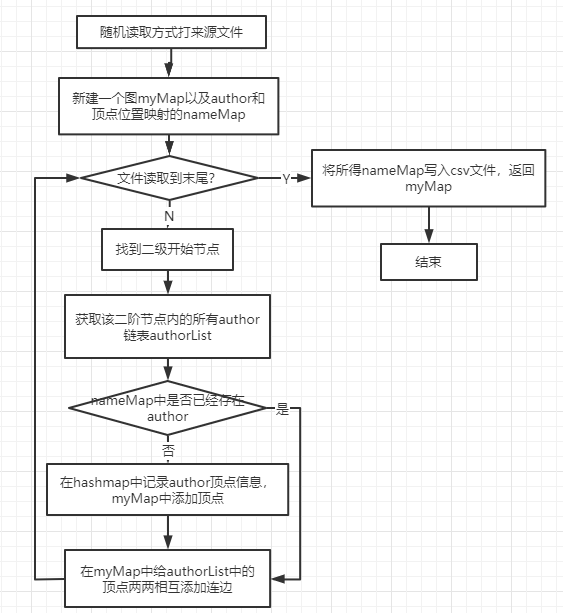 随机读取方式打来源文件
新建一个图myMap以及author和
顶点位置映射的nameMap
文件读取到末尾?
Y
将所得nameMap写入csv文件，返回
myMap
N
结束
找到二级开始节点
获取该二阶节点内的所有author
链表authorList
nameMap中是否已经存在
author
是
否
在hashmap中记录author顶点信息，
myMap中添加顶点
在myMap中给authorList中的
顶点两两相互添加连边